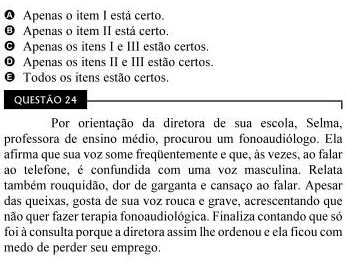 A Apenas o item I está certo.
B Apenas o item II está certo.
C Apenas os itens I e III estão certos.
D Apenas os itens II e III estão certos.
E Todos os itens estão certos.
QUESTÃO 24
Por orientação da diretora de sua escola, Selma,
professora de ensino médio, procurou um fonoaudiólogo. Ela
afirma que sua voz some freqüentemente e que, às vezes, ao falar
ao telefone, é confundida com uma voz masculina. Relata
também rouquidão, dor de garganta e cansaço ao falar. Apesar
das queixas, gosta de sua voz rouca e grave, acrescentando que
não quer fazer terapia fonoaudiológica. Finaliza contando que só
foi à consulta porque a diretora assim lhe ordenou e ela ficou com
medo de perder seu emprego.